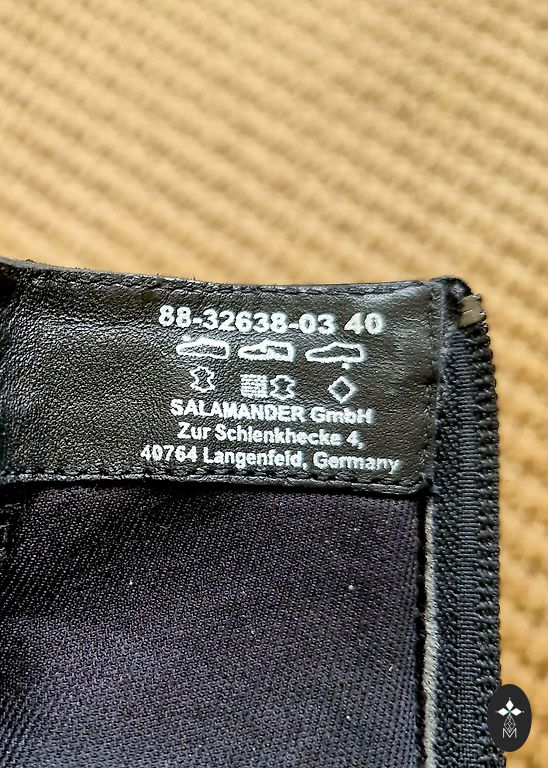 88-32638-03 40
SALAMANDER GmbH
Zur Schlenkhecke 4,
40764 Langenfeld, Germany
M